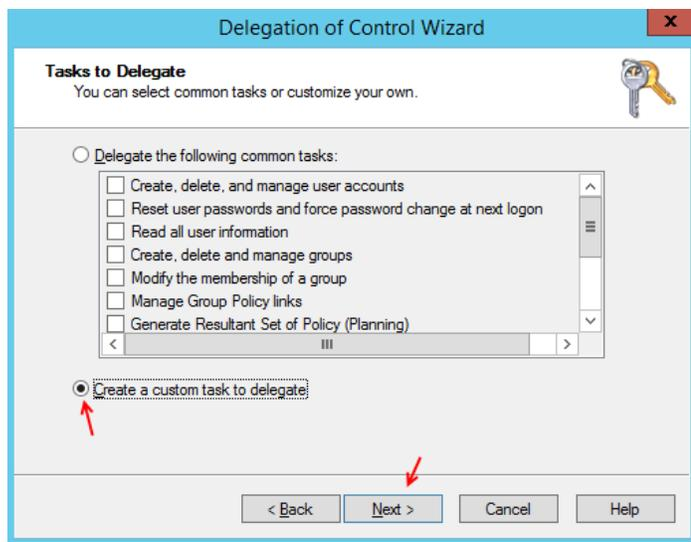 Delegation of Control Wizard
x
Tasks to Delegate
You can select common tasks or customize your own.
Delegate the following common tasks:
Create, delete, and manage user accounts
Reset user passwords and force password change at next logon
Read all user information
Create, delete and manage groups
Modify the membership of a group
Manage Group Policy links
Generate Resultant Set of Policy (Planning)
Create a custom task to delegate
< Back Next > Cancel Help